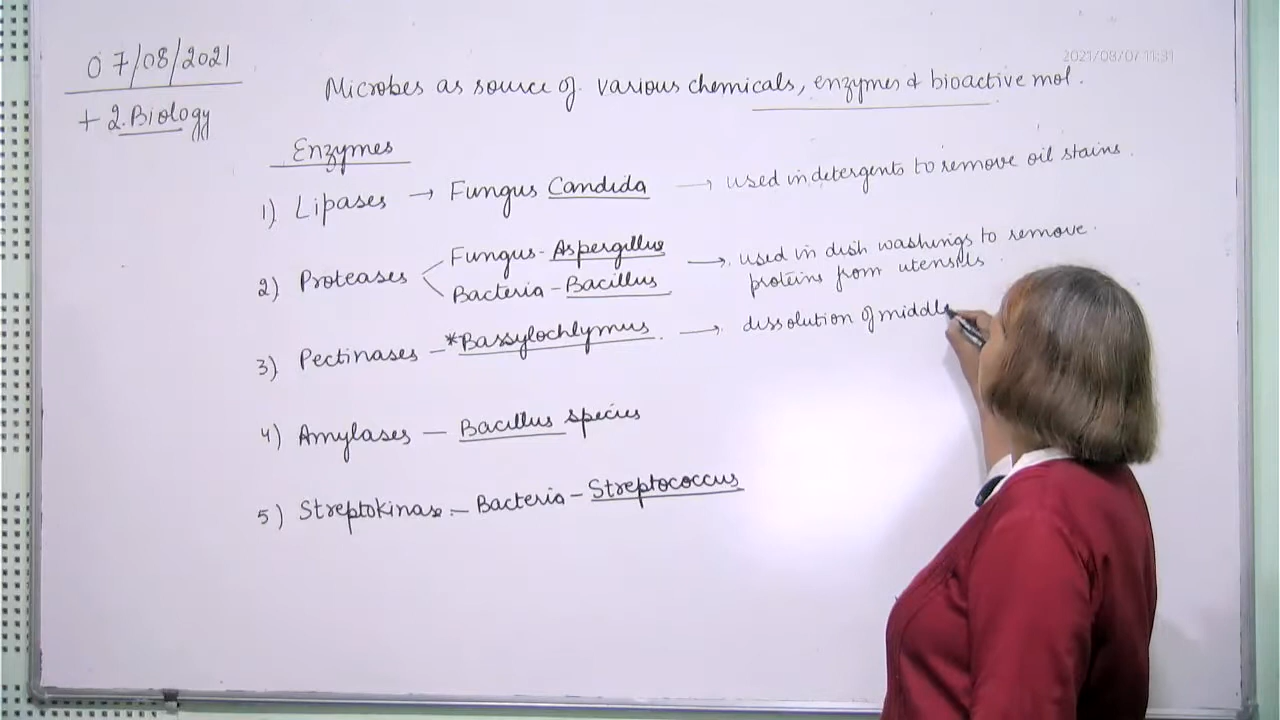 07/08/2021
+2.Biology
2021/08/07 11:31
Microbes as source of various chemicals, enzymes & bioactive mol.
Enzymes
1) Lipases → Fungus Candida → used in detergents to remove oil stains.
2) Proteases < Fungus - Aspergillus → used in dish washings to remove
Bacteria - Bacillus proteins from utensils.
3) Pectinases - *Bassylochlymus. → dissolution of middle
4) Amylases - Bacillus species
5) Streptokinase - Bacteria - Streptococcus